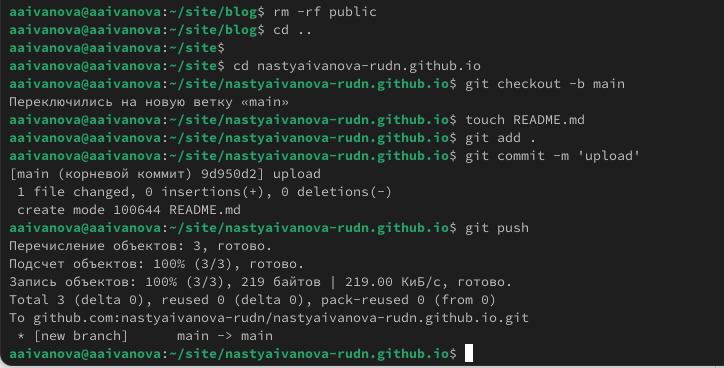 aaivanova@aaivanova:~/site/blog$ rm -rf public
aaivanova@aaivanova:~/site/blog$ cd ..
aaivanova@aaivanova:~/site$
aaivanova@aaivanova:~/site$ cd nastyaivanova-rudn.github.io
aaivanova@aaivanova:~/site/nastyaivanova-rudn.github.io$ git checkout -b main
Переключились на новую ветку «main»
aaivanova@aaivanova:~/site/nastyaivanova-rudn.github.io$ touch README.md
aaivanova@aaivanova:~/site/nastyaivanova-rudn.github.io$ git add .
aaivanova@aaivanova:~/site/nastyaivanova-rudn.github.io$ git commit -m 'upload'
[main (корневой коммит) 9d950d2] upload
 1 file changed, 0 insertions(+), 0 deletions(-)
 create mode 100644 README.md
aaivanova@aaivanova:~/site/nastyaivanova-rudn.github.io$ git push
Перечисление объектов: 3, готово.
Подсчет объектов: 100% (3/3), готово.
Запись объектов: 100% (3/3), 219 байтов | 219.00 КиБ/с, готово.
Total 3 (delta 0), reused 0 (delta 0), pack-reused 0 (from 0)
To github.com:nastyaivanova-rudn/nastyaivanova-rudn.github.io.git
 * [new branch]      main -> main
aaivanova@aaivanova:~/site/nastyaivanova-rudn.github.io$